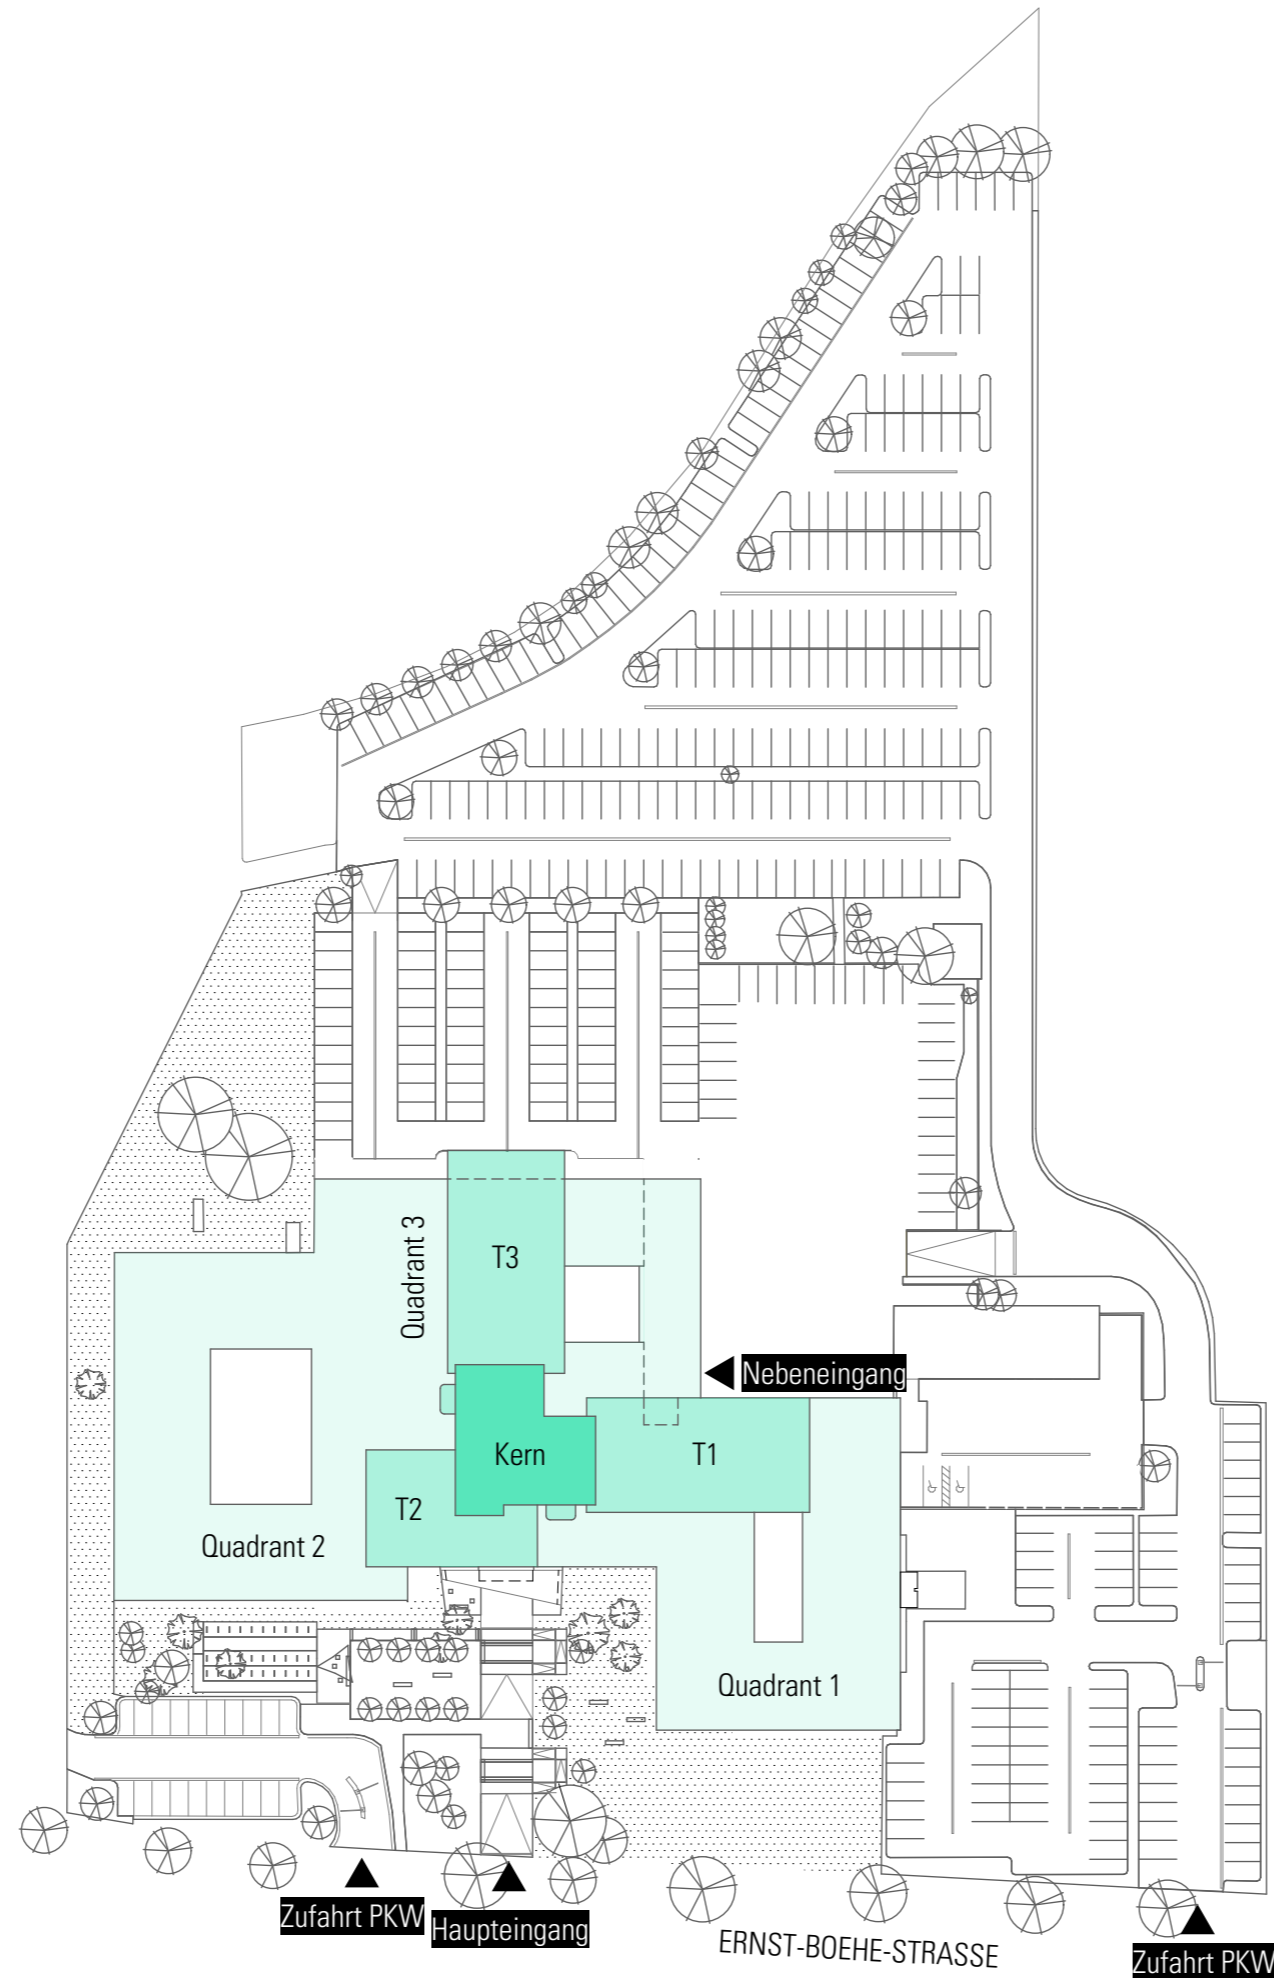 Quadrant 3
T3
Nebeneingang
Kern
T1
T2
Quadrant 2
Quadrant 1
Zufahrt PKW
Haupteingang
ERNST-BOEHE-STRASSE
Zufahrt PKW